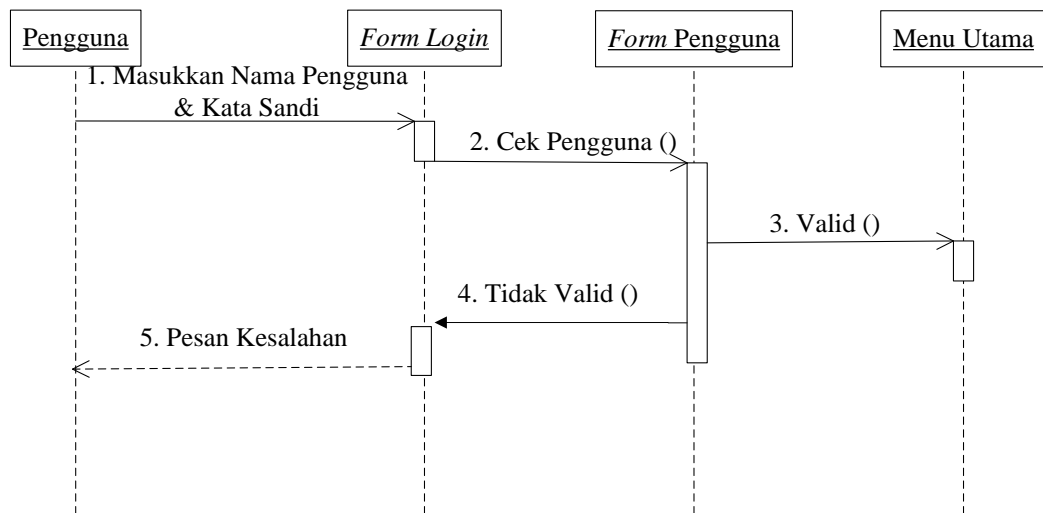 Pengguna
Form Login
Form Pengguna
Menu Utama
1. Masukkan Nama Pengguna
& Kata Sandi
2. Cek Pengguna ()
3. Valid ()
4. Tidak Valid ()
5. Pesan Kesalahan